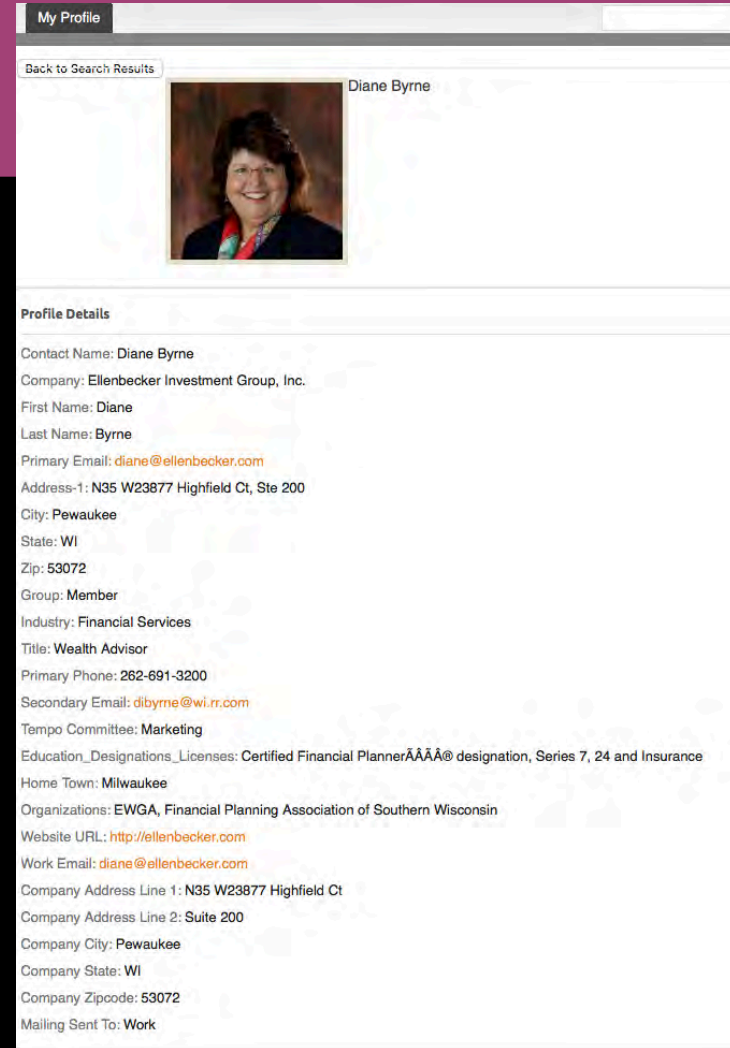 My Profile
Back to Search Results
Diane Byrne
Profile Details
Contact Name: Diane Byrne
Company: Ellenbecker Investment Group, Inc.
First Name: Diane
Last Name: Byrne
Primary Email: diane@ellenbecker.com
Address-1: N35 W23877 Highfield Ct, Ste 200
City: Pewaukee
State: WI
Zip: 53072
Group: Member
Industry: Financial Services
Title: Wealth Advisor
Primary Phone: 262-691-3200
Secondary Email: dibyrne@wi.rr.com
Tempo Committee: Marketing
Education_Designations_Licenses: Certified Financial PlannerÃÂÃÂ® designation, Series 7, 24 and Insurance
Home Town: Milwaukee
Organizations: EWGA, Financial Planning Association of Southern Wisconsin
Website URL: http://ellenbecker.com
Work Email: diane@ellenbecker.com
Company Address Line 1: N35 W23877 Highfield Ct
Company Address Line 2: Suite 200
Company City: Pewaukee
Company State: WI
Company Zipcode: 53072
Mailing Sent To: Work